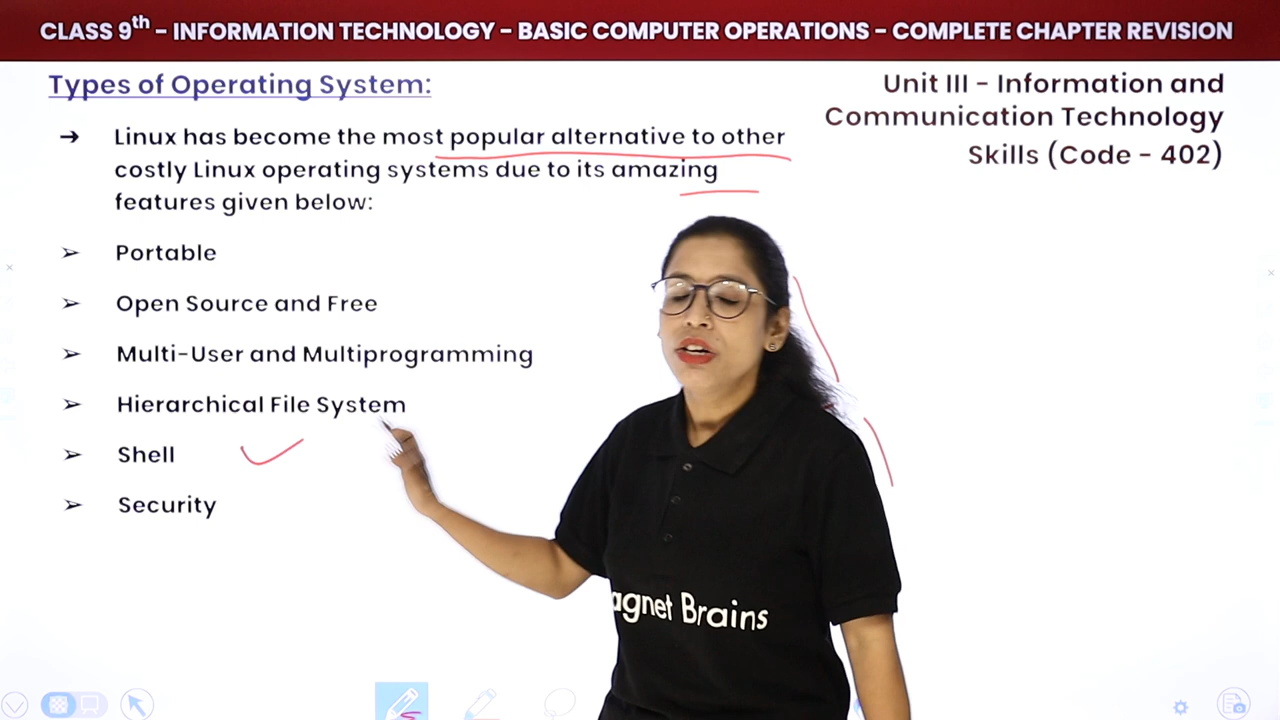 CLASS 9th - INFORMATION TECHNOLOGY - BASIC COMPUTER OPERATIONS - COMPLETE CHAPTER REVISION
Types of Operating System:
Unit III - Information and
Communication Technology
Skills (Code - 402)
→ Linux has become the most popular alternative to other
costly Linux operating systems due to its amazing
features given below:
➢ Portable
➢ Open Source and Free
➢ Multi-User and Multiprogramming
➢ Hierarchical File System
➢ Shell
➢ Security
agnet Brains